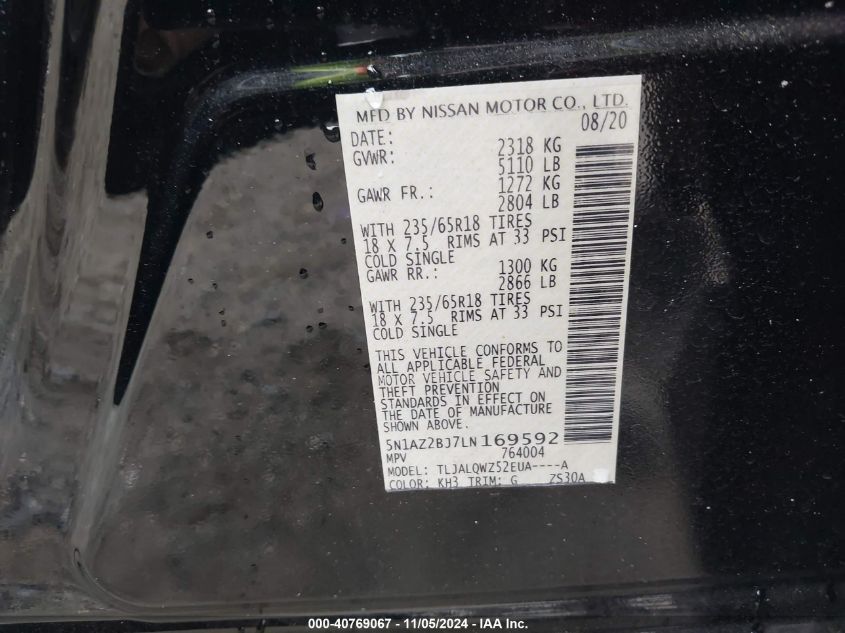 MFD BY NISSAN MOTOR CO., LTD.
DATE: 08/20
GVWR: 2318 KG
5110 LB
GAWR FR.: 1272 KG
2804 LB
WITH 235/65R18 TIRES
18 X 7.5 RIMS AT 33 PSI
COLD SINGLE
GAWR RR.: 1300 KG
2866 LB
WITH 235/65R18 TIRES
18 X 7.5 RIMS AT 33 PSI
COLD SINGLE
THIS VEHICLE CONFORMS TO
ALL APPLICABLE FEDERAL
MOTOR VEHICLE SAFETY AND
THEFT PREVENTION
STANDARDS IN EFFECT ON
THE DATE OF MANUFACTURE
SHOWN ABOVE.
5N1AZ2BJ7LN169592
MPV 764004
MODEL: TLJALQWZ52EUA----A
COLOR: KH3 TRIM: G ZS30A
000-40769067 - 11/05/2024 - IAA Inc.